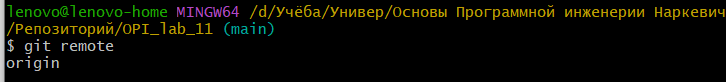 lenovo@lenovo-home MINGW64 /d/Учёба/Универ/Основы Программной инженерии Наркевич
/Репозиторий/OPI_lab_11 (main)
$ git remote
origin